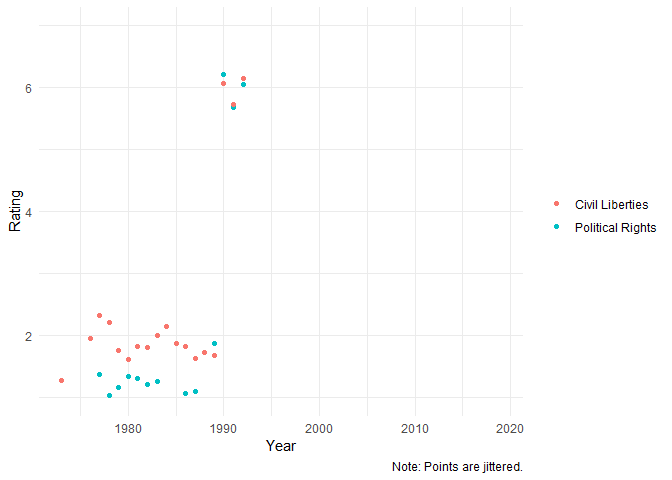 6
4
2
Rating
1980 1990 2000 2010 2020
Year
Civil Liberties
Political Rights
Note: Points are jittered.